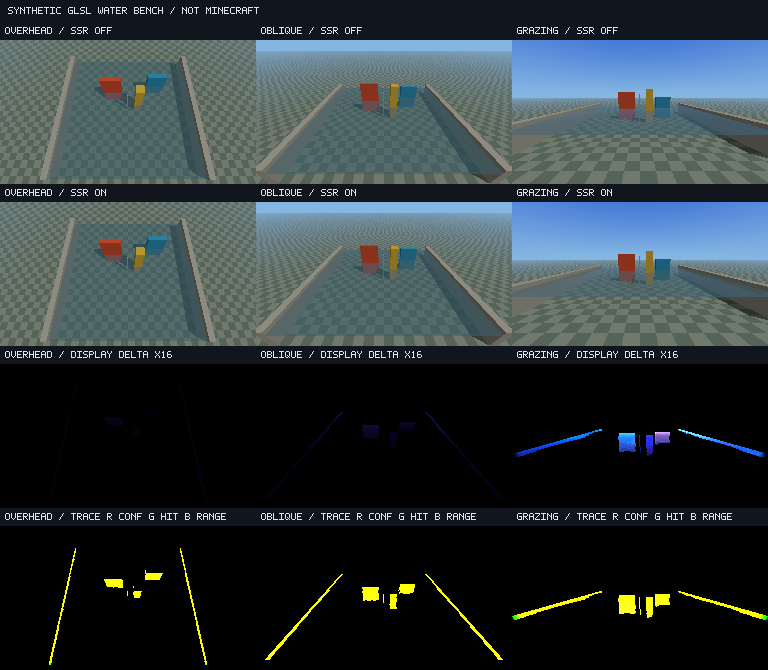 SYNTHETIC GLSL WATER BENCH / NOT MINECRAFT
OVERHEAD / SSR OFF
OBLIQUE / SSR OFF
GRAZING / SSR OFF
OVERHEAD / SSR ON
OBLIQUE / SSR ON
GRAZING / SSR ON
OVERHEAD / DISPLAY DELTA X16
OBLIQUE / DISPLAY DELTA X16
GRAZING / DISPLAY DELTA X16
OVERHEAD / TRACE R CONF G HIT B RANGE
OBLIQUE / TRACE R CONF G HIT B RANGE
GRAZING / TRACE R CONF G HIT B RANGE